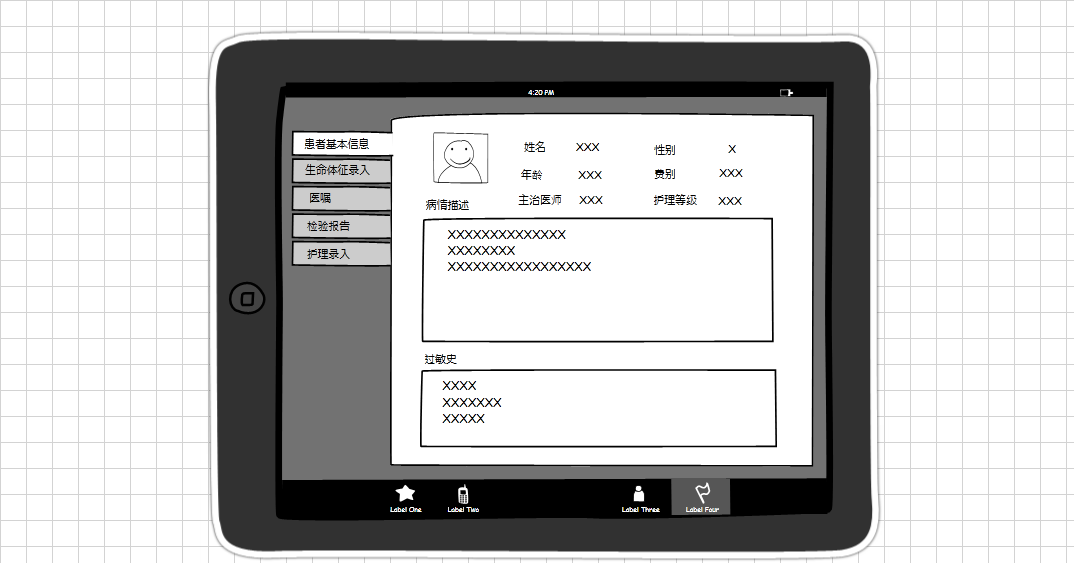 4:20 PM
患者基本信息
生命体征录入
医嘱
检验报告
护理录入
姓名 XXX 性别 X
年龄 XXX 费别 XXX
主治医师 XXX 护理等级 XXX
病情描述
XXXXXXXXXXXXXX
XXXXXXXX
XXXXXXXXXXXXXXXXX
过敏史
XXXX
XXXXXXX
XXXXX
Label One Label Two Label Three Label Four